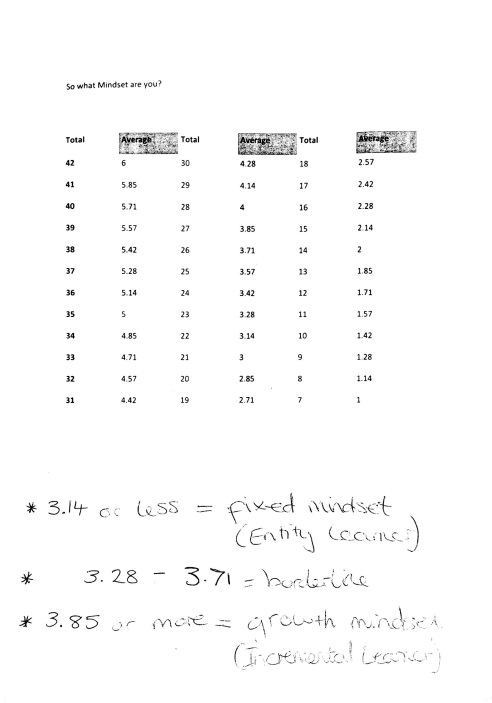 So what Mindset are you?
Total Average Total Average Total Average
42 6 30 4.28 18 2.57
41 5.85 29 4.14 17 2.42
40 5.71 28 4 16 2.28
39 5.57 27 3.85 15 2.14
38 5.42 26 3.71 14 2
37 5.28 25 3.57 13 1.85
36 5.14 24 3.42 12 1.71
35 5 23 3.28 11 1.57
34 4.85 22 3.14 10 1.42
33 4.71 21 3 9 1.28
32 4.57 20 2.85 8 1.14
31 4.42 19 2.71 7 1
* 3.14 or less = fixed mindset
(Entity Learner)
* 3.28 - 3.71 = borderline
* 3.85 or more = growth mindset
(Incremental Learner)